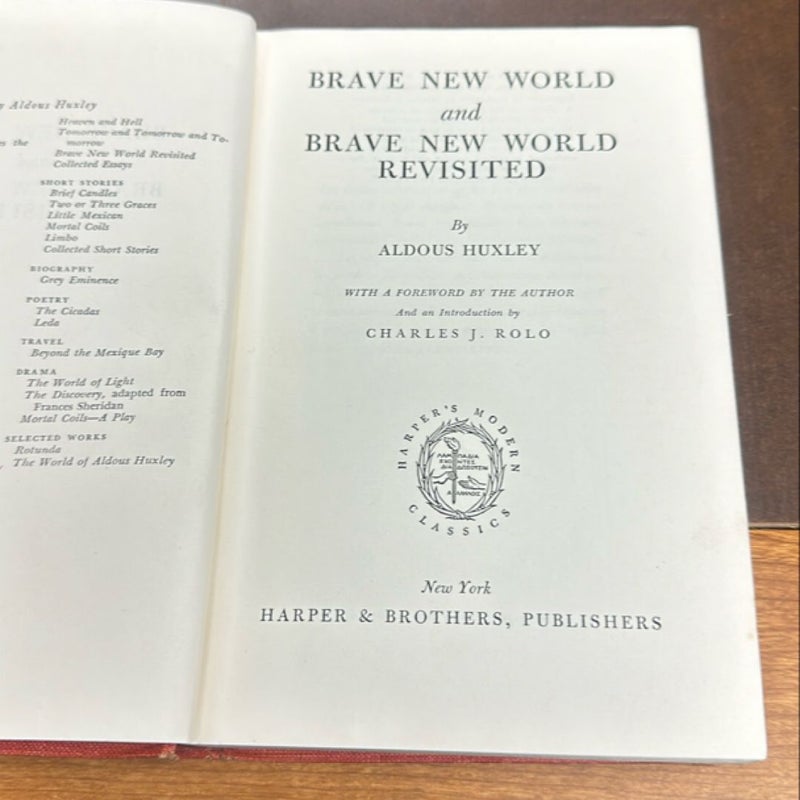 Aldous Huxley
Heaven and Hell
Tomorrow and Tomorrow and To-
the morrow
Brave New World Revisited
Collected Essays
SHORT STORIES
Brief Candles
Two or Three Graces
Little Mexican
Mortal Coils
Limbo
Collected Short Stories
BIOGRAPHY
Grey Eminence
POETRY
The Cicadas
Leda
TRAVEL
Beyond the Mexique Bay
DRAMA
The World of Light
The Discovery, adapted from
Frances Sheridan
Mortal Coils—A Play
SELECTED WORKS
Rotunda
The World of Aldous Huxley
BRAVE NEW WORLD
and
BRAVE NEW WORLD
REVISITED
By
ALDOUS HUXLEY
WITH A FOREWORD BY THE AUTHOR
And an Introduction by
CHARLES J. ROLO
HARPER'S MODERN
CLASSICS
ΛΑΜΠΑΔΙΑ
ΕΧΟΝΤΕΣ
ΔΙΑΔΩΣΟΥΣΙΝ
ΑΛΛΗΛΟΙΣ
New York
HARPER & BROTHERS, PUBLISHERS